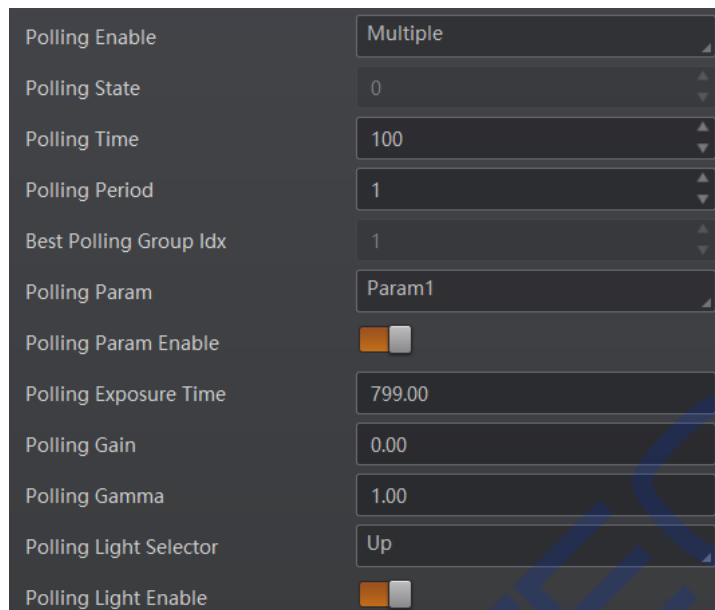 Polling Enable Multiple
Polling State 0
Polling Time 100
Polling Period 1
Best Polling Group Idx 1
Polling Param Param1
Polling Param Enable
Polling Exposure Time 799.00
Polling Gain 0.00
Polling Gamma 1.00
Polling Light Selector Up
Polling Light Enable